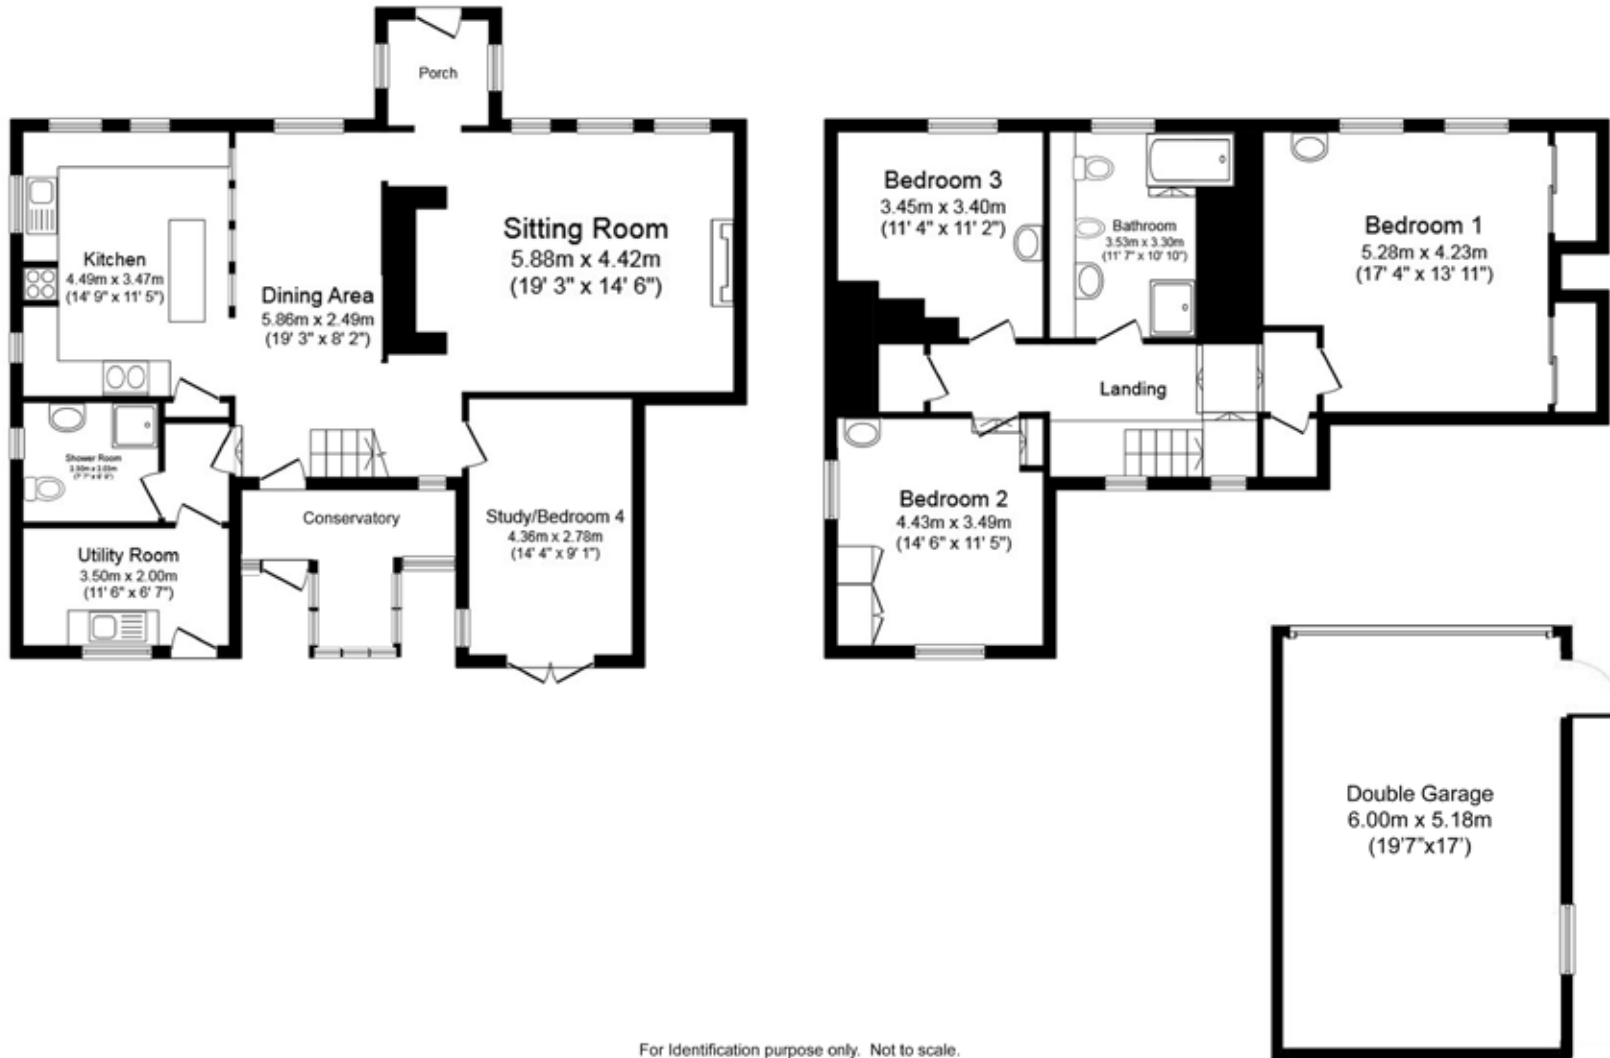 Porch
Kitchen
4.49m x 3.47m
(14' 9" x 11' 5")
Dining Area
5.86m x 2.49m
(19' 3" x 8' 2")
Sitting Room
5.88m x 4.42m
(19' 3" x 14' 6")
Shower Room
Conservatory
Utility Room
3.50m x 2.00m
(11' 6" x 6' 7")
Study/Bedroom 4
4.36m x 2.78m
(14' 4" x 9' 1")
Bedroom 3
3.45m x 3.40m
(11' 4" x 11' 2")
Bathroom
3.53m x 3.30m
(11' 7" x 10' 10")
Bedroom 1
5.28m x 4.23m
(17' 4" x 13' 11")
Landing
Bedroom 2
4.43m x 3.49m
(14' 6" x 11' 5")
Double Garage
6.00m x 5.18m
(19'7"x17')
For Identification purpose only. Not to scale.